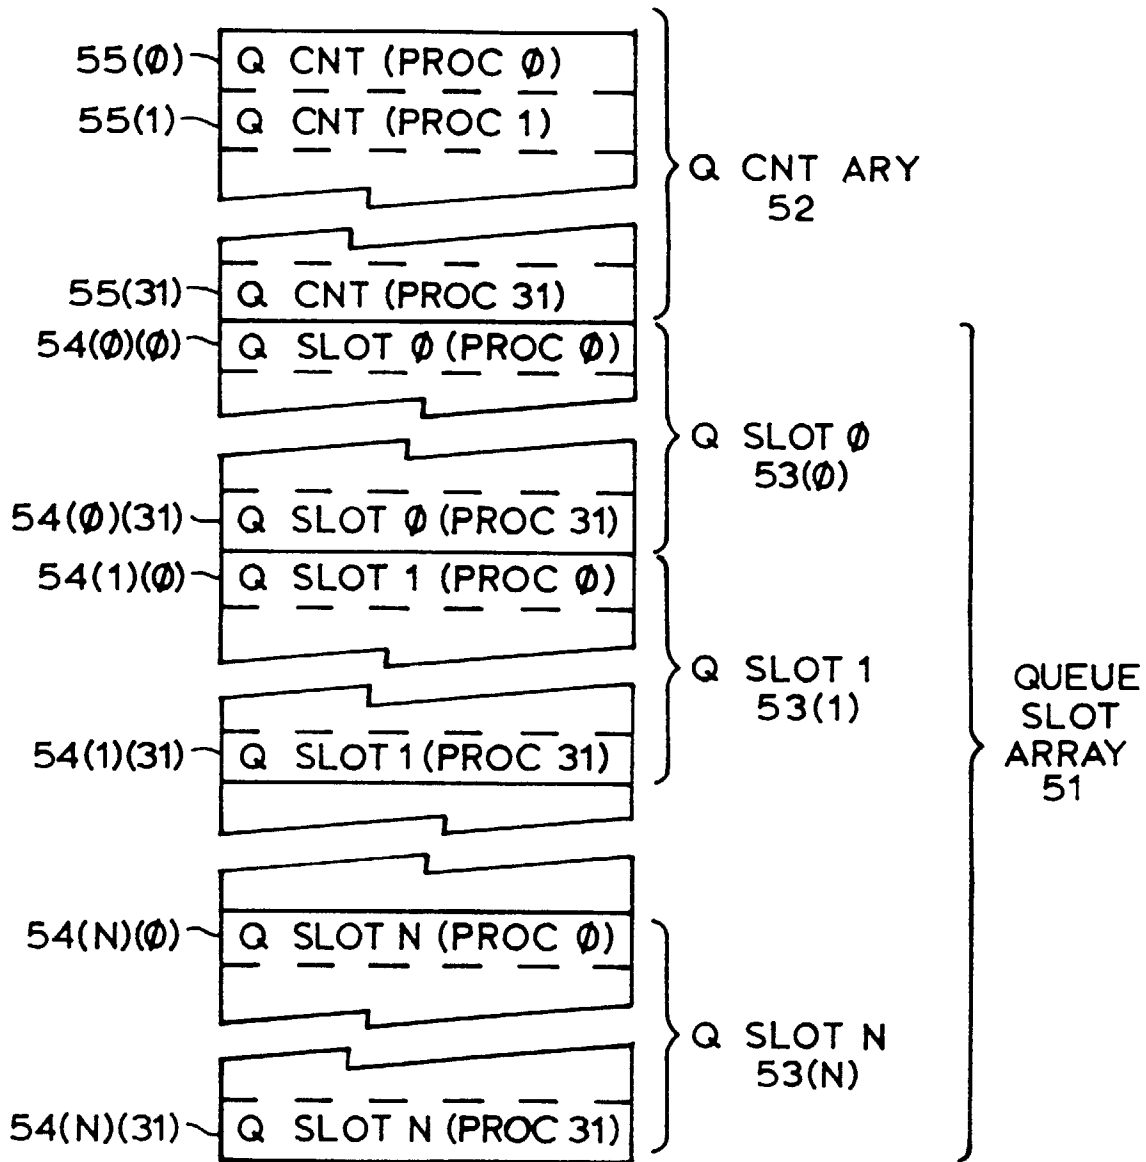 55(Ø) Q CNT (PROC Ø)
55(1) Q CNT (PROC 1)
Q CNT ARY
52
55(31) Q CNT (PROC 31)
54(Ø)(Ø) Q SLOT Ø (PROC Ø)
Q SLOT Ø
53(Ø)
54(Ø)(31) Q SLOT Ø (PROC 31)
54(1)(Ø) Q SLOT 1 (PROC Ø)
Q SLOT 1
53(1)
54(1)(31) Q SLOT 1 (PROC 31)
QUEUE
SLOT
ARRAY
51
54(N)(Ø) Q SLOT N (PROC Ø)
Q SLOT N
53(N)
54(N)(31) Q SLOT N (PROC 31)